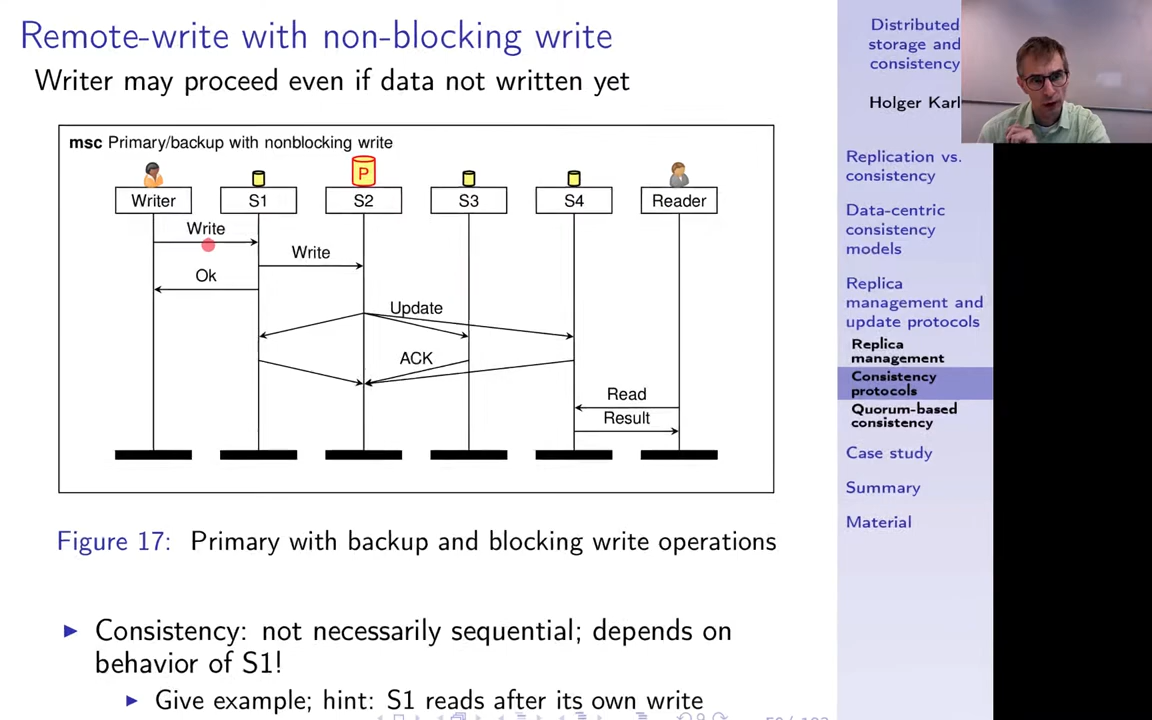 Remote-write with non-blocking write
Writer may proceed even if data not written yet
msc Primary/backup with nonblocking write
P
Writer
S1
S2
S3
S4
Reader
Write
Write
Ok
Update
ACK
Read
Result
Figure 17: Primary with backup and blocking write operations
▶ Consistency: not necessarily sequential; depends on
behavior of S1!
▶ Give example; hint: S1 reads after its own write
Distributed
storage and
consistency
Holger Karl
Replication vs.
consistency
Data-centric
consistency
models
Replica
management and
update protocols
Replica
management
Consistency
protocols
Quorum-based
consistency
Case study
Summary
Material